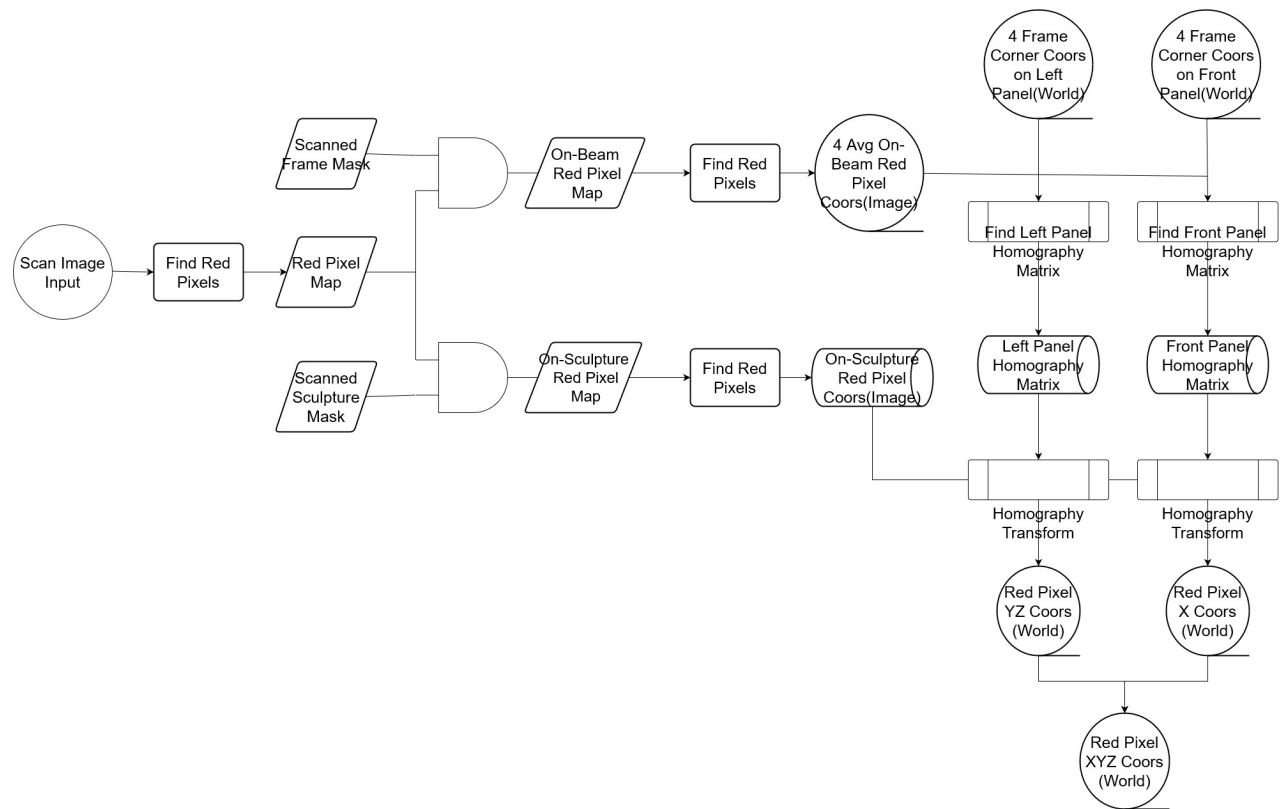 4 Frame
Corner Coors
on Left
Panel(World)
4 Frame
Corner Coors
on Front
Panel(World)
Scanned
Frame Mask
On-Beam
Red Pixel
Map
Find Red
Pixels
4 Avg On-
Beam Red
Pixel
Coors(Image)
Find Left Panel
Homography
Matrix
Find Front Panel
Homography
Matrix
Scan Image
Input
Find Red
Pixels
Red Pixel
Map
Scanned
Sculpture
Mask
On-Sculpture
Red Pixel
Map
Find Red
Pixels
On-Sculpture
Red Pixel
Coors(Image)
Left Panel
Homography
Matrix
Front Panel
Homography
Matrix
Homography
Transform
Homography
Transform
Red Pixel
YZ Coors
(World)
Red Pixel
X Coors
(World)
Red Pixel
XYZ Coors
(World)